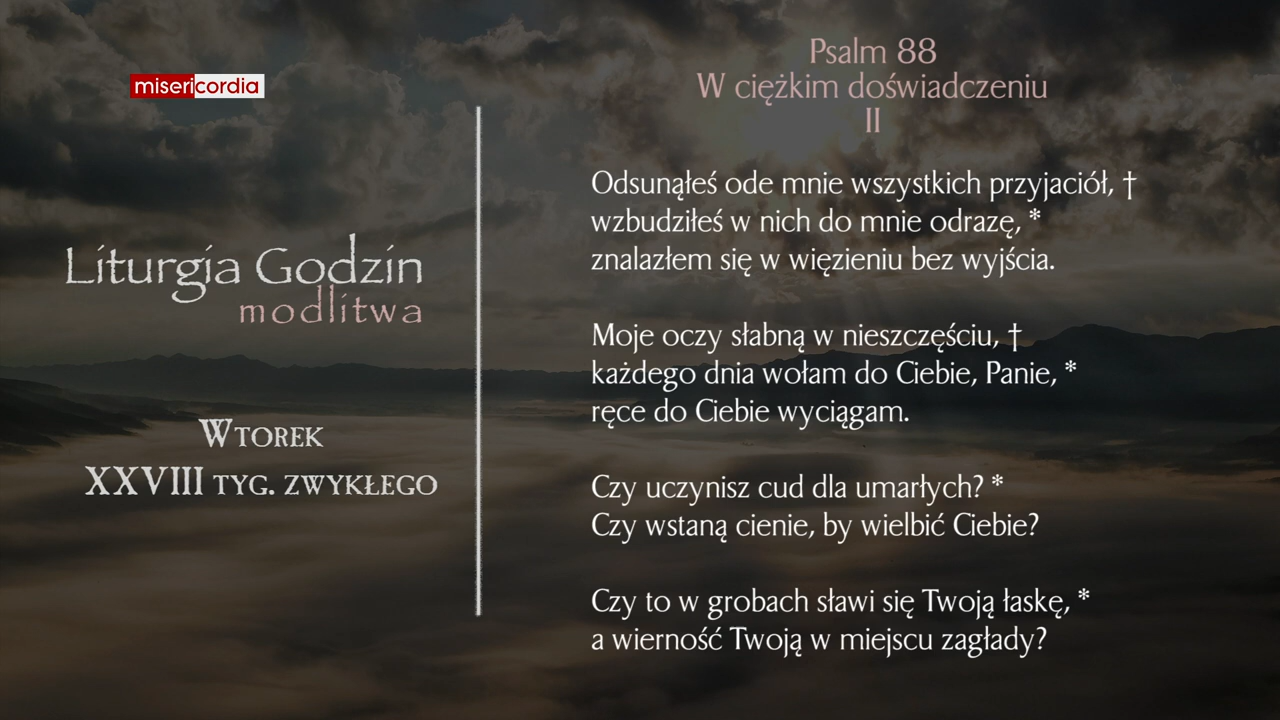 misericordia
Liturgia Godzin
modlitwa
Wtorek
XXVIII tyg. zwykłego
Psalm 88
W ciężkim doświadczeniu
II
Odsunąłeś ode mnie wszystkich przyjaciół, †
wzbudziłeś w nich do mnie odrazę, *
znalazłem się w więzieniu bez wyjścia.
Moje oczy słabną w nieszczęściu, †
każdego dnia wołam do Ciebie, Panie, *
ręce do Ciebie wyciągam.
Czy uczynisz cud dla umarłych? *
Czy wstaną cienie, by wielbić Ciebie?
Czy to w grobach sławi się Twoją łaskę, *
a wierność Twoją w miejscu zagłady?